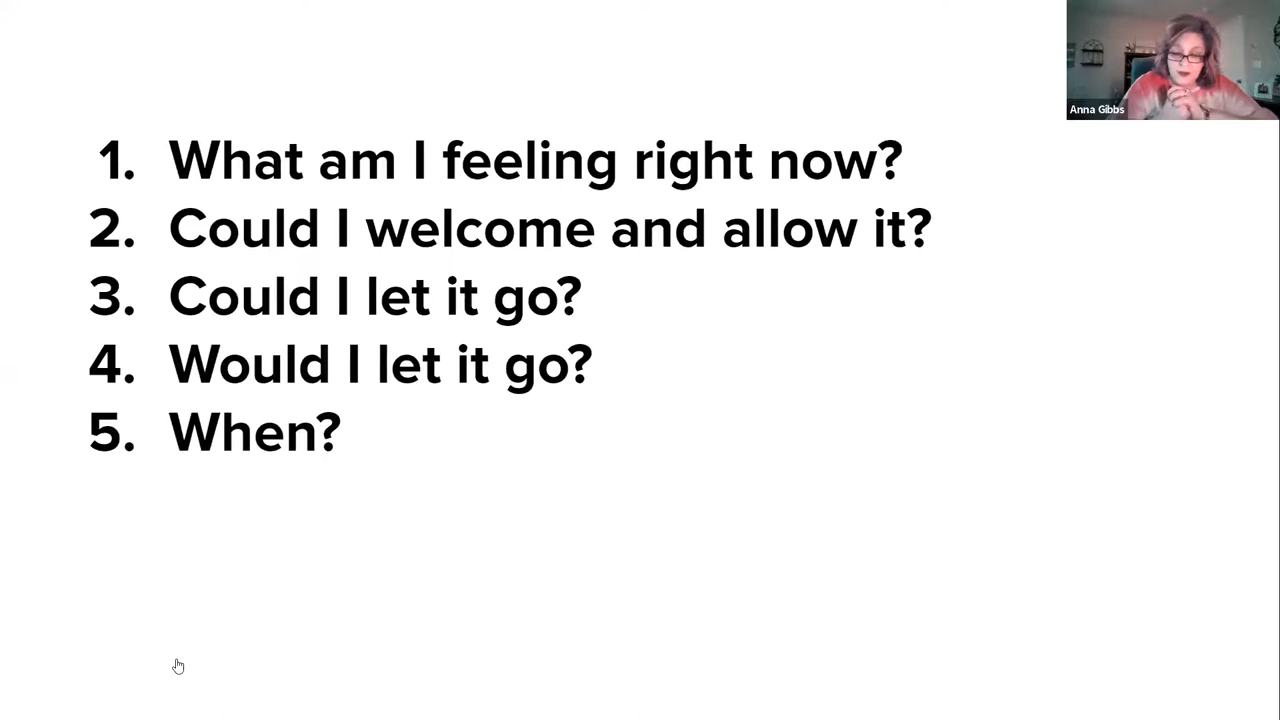 1. What am I feeling right now?
2. Could I welcome and allow it?
3. Could I let it go?
4. Would I let it go?
5. When?
Anna Gibbs